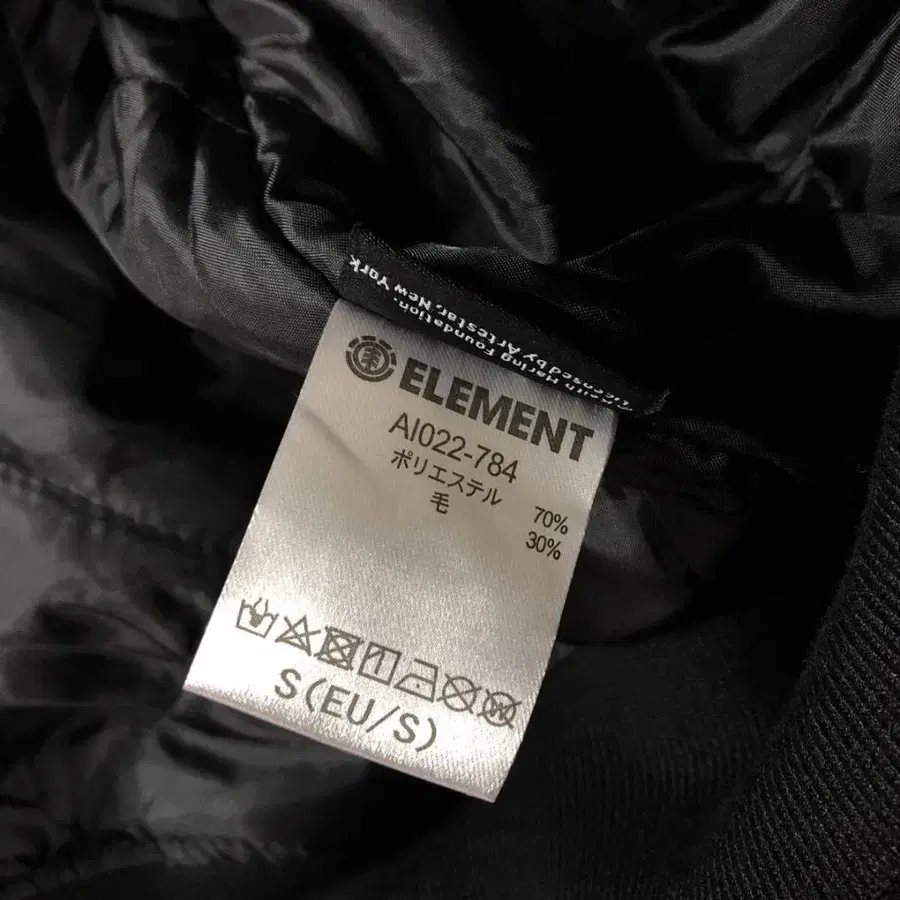 Keith Haring Foundation.
Licensed by Artestar, New York
ELEMENT
AI022-784
ポリエステル 70%
毛 30%
S(EU/S)